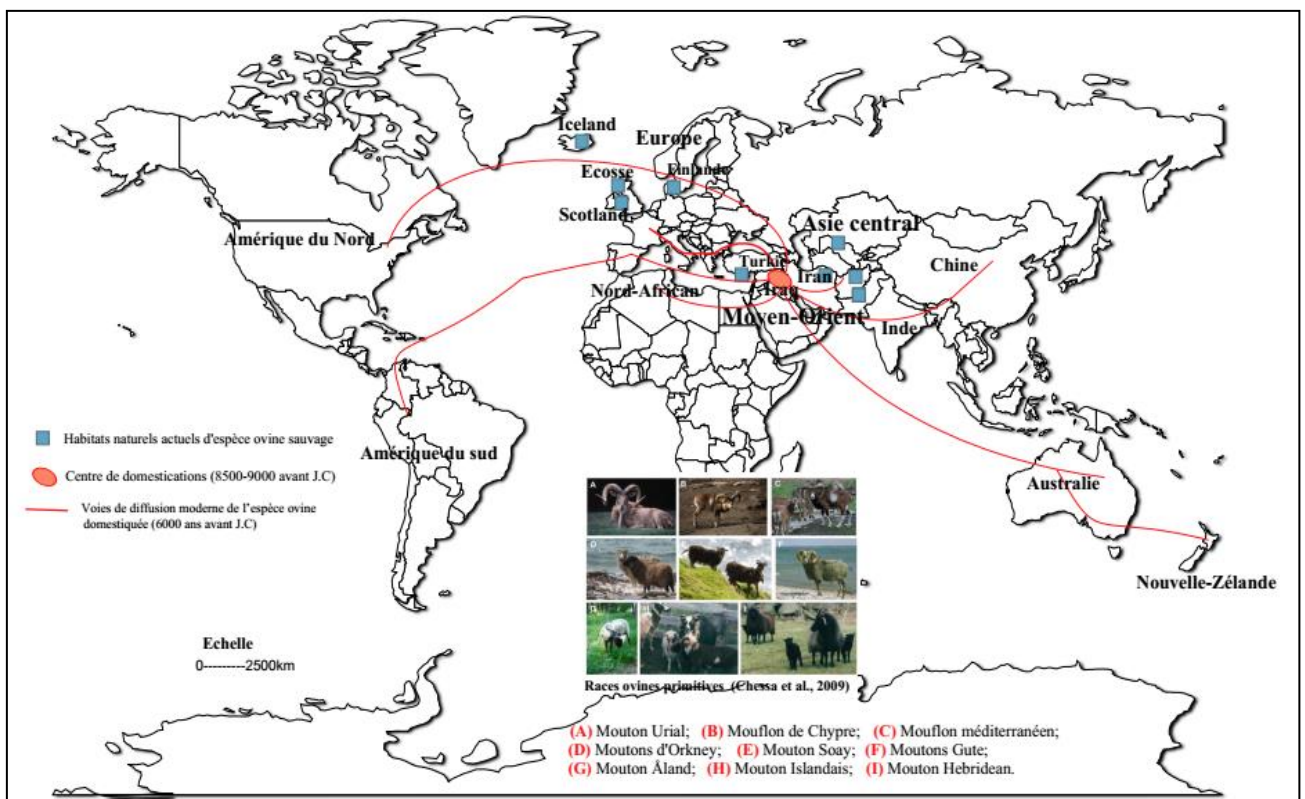 Iceland
Europe
Ecosse
Finlande
Scotland
Asie central
Amérique du Nord
Chine
Turkie
Iran
Nord-African
Iraq
Moyen-Orient
Inde
Habitats naturels actuels d'espèce ovine sauvage
Amérique du sud
Centre de domestications (8500-9000 avant J.C)
Australie
Voies de diffusion moderne de l'espèce ovine
domestiquée (6000 ans avant J.C)
A B C
D F
G H I
Nouvelle-Zélande
Echelle
0---------2500km
Races ovines primitives (Chessa et al., 2009)
(A) Mouton Urial; (B) Mouflon de Chypre; (C) Mouflon méditerranéen;
(D) Moutons d'Orkney; (E) Mouton Soay; (F) Moutons Gute;
(G) Mouton Åland; (H) Mouton Islandais; (I) Mouton Hebridean.